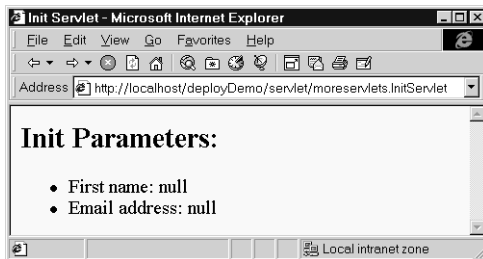 Init Servlet - Microsoft Internet Explorer
File Edit View Go Favorites Help
Address http://localhost/deployDemo/servlet/moreservlets.InitServlet
Init Parameters:
• First name: null
• Email address: null
Local intranet zone